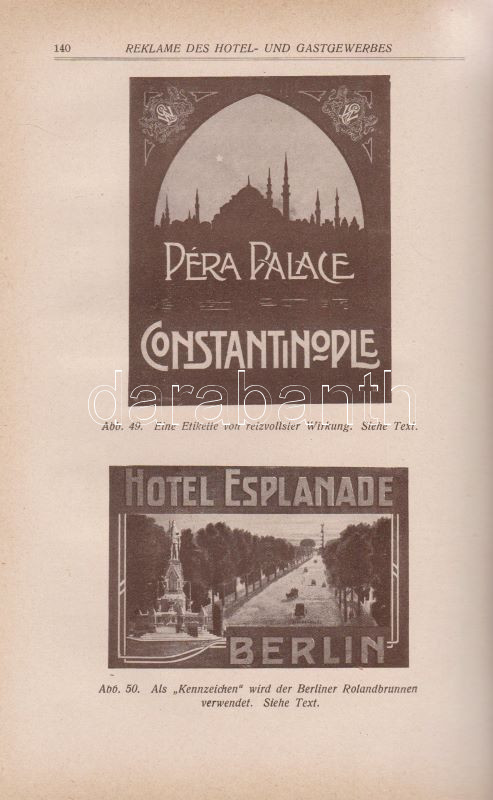 140 REKLAME DES HOTEL- UND GASTGEWERBES
PÉRA PALACE
CONSTANTINOPLE
darabanth
Abb. 49. Eine Etikette von reizvollster Wirkung. Siehe Text.
HOTEL ESPLANADE
BERLIN
Abb. 50. Als „Kennzeichen" wird der Berliner Rolandbrunnen
verwendet. Siehe Text.